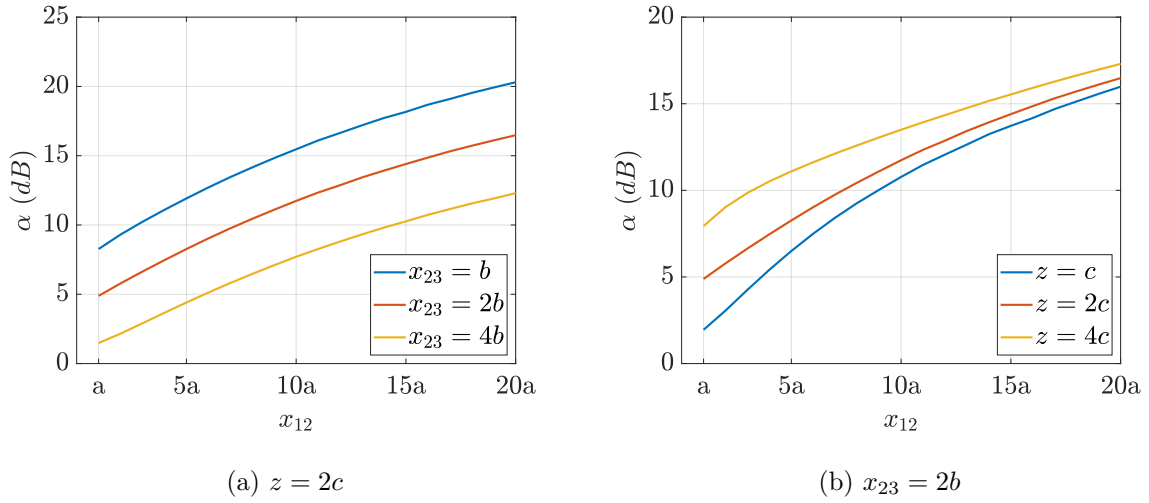 25
20
15
10
5
0
α (dB)
a
5a
10a
15a
20a
x₁₂
x₂₃ = b
x₂₃ = 2b
x₂₃ = 4b
(a) z = 2c
20
15
10
5
0
α (dB)
a
5a
10a
15a
20a
x₁₂
z = c
z = 2c
z = 4c
(b) x₂₃ = 2b